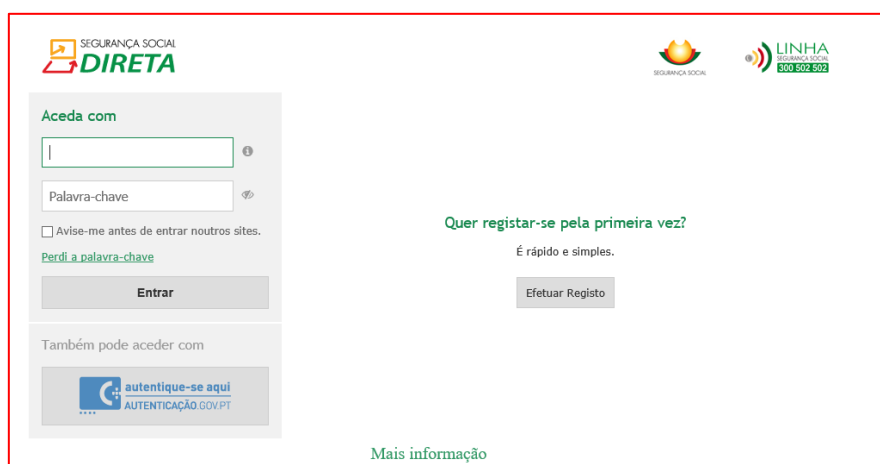 SEGURANÇA SOCIAL
DIRETA
SEGURANÇA SOCIAL
LINHA
SEGURANÇA SOCIAL
300 502 502
Aceda com
Palavra-chave
Avise-me antes de entrar noutros sites.
Perdi a palavra-chave
Entrar
Quer registar-se pela primeira vez?
É rápido e simples.
Efetuar Registo
Também pode aceder com
autentique-se aqui
AUTENTICAÇÃO.GOV.PT
Mais informação